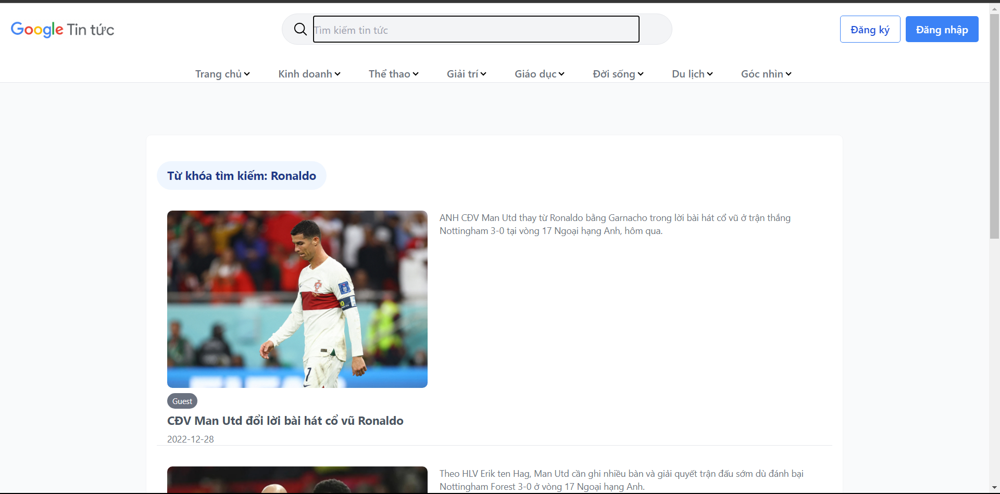 Google Tin tức
Tìm kiếm tin tức
Đăng ký
Đăng nhập
Trang chủ
Kinh doanh
Thể thao
Giải trí
Giáo dục
Đời sống
Du lịch
Góc nhìn
Từ khóa tìm kiếm: Ronaldo
ANH CĐV Man Utd thay từ Ronaldo bằng Garnacho trong lời bài hát cổ vũ ở trận thắng
Nottingham 3-0 tại vòng 17 Ngoại hạng Anh, hôm qua.
7
Guest
CĐV Man Utd đổi lời bài hát cổ vũ Ronaldo
2022-12-28
Theo HLV Erik ten Hag, Man Utd cần ghi nhiều bàn và giải quyết trận đấu sớm dù đánh bại
Nottingham Forest 3-0 ở vòng 17 Ngoại hạng Anh.